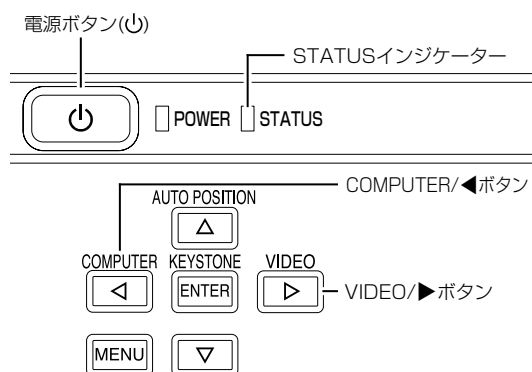 電源ボタン(⏻)
STATUSインジケーター
POWER STATUS
COMPUTER/◀ボタン
AUTO POSITION
COMPUTER KEYSTONE VIDEO
ENTER
VIDEO/▶ボタン
MENU